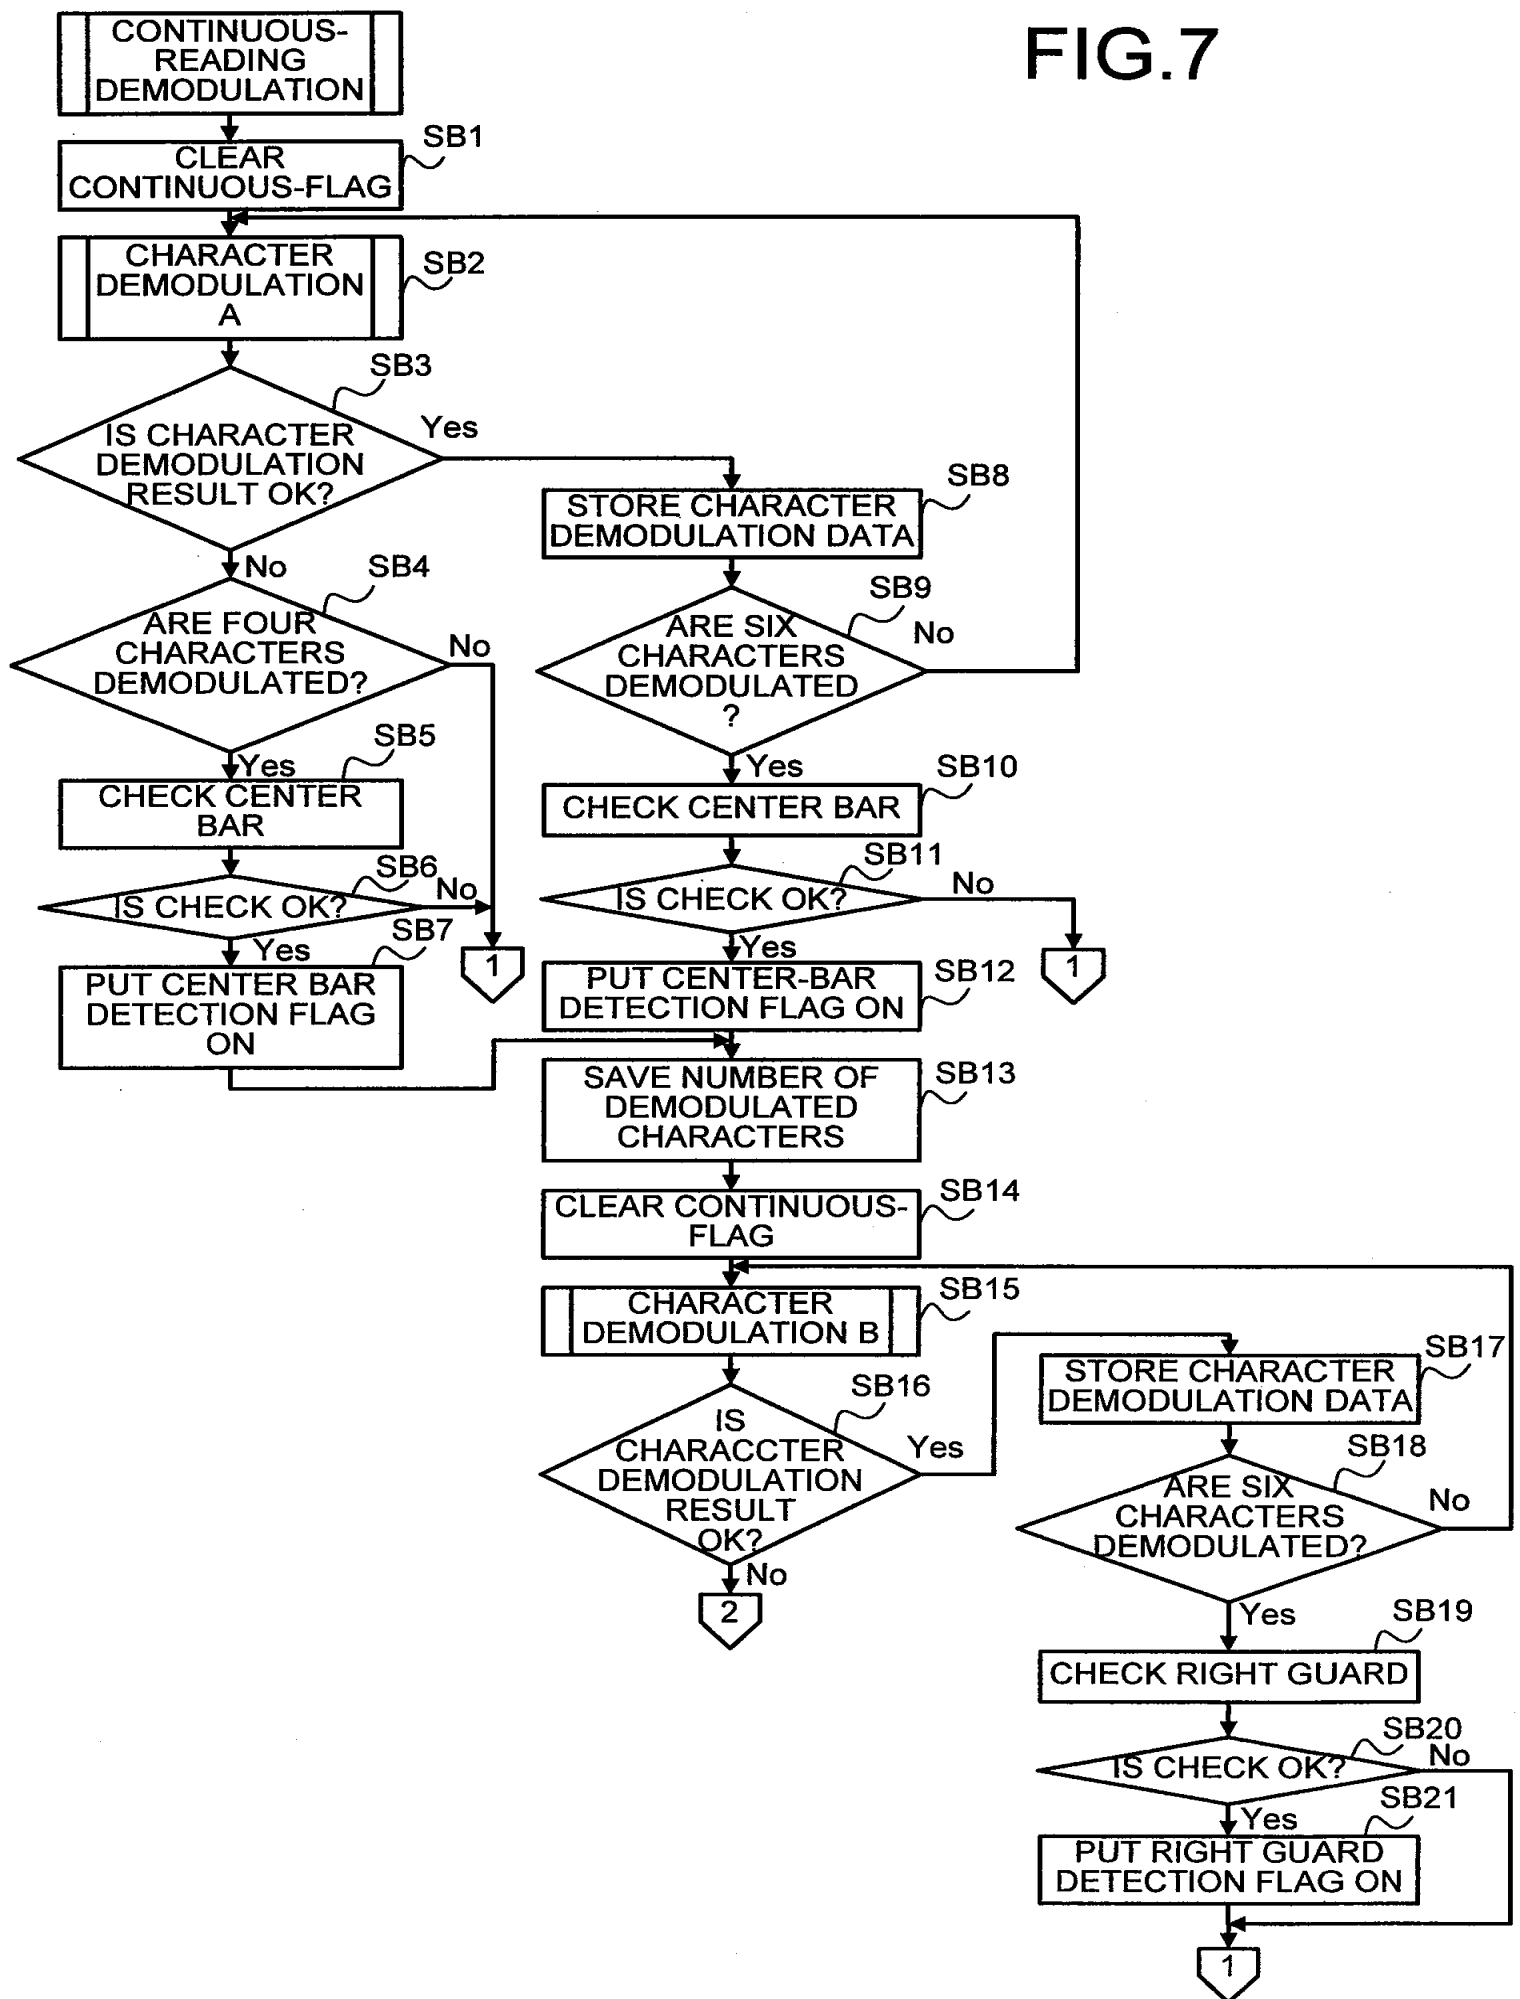 FIG.7
CONTINUOUS-
READING
DEMODULATION
SB1
CLEAR
CONTINUOUS-FLAG
SB2
CHARACTER
DEMODULATION
A
SB3
IS CHARACTER
DEMODULATION
RESULT OK?
Yes
No
SB4
ARE FOUR
CHARACTERS
DEMODULATED?
No
Yes
SB5
CHECK CENTER
BAR
SB6
IS CHECK OK?
No
Yes
SB7
PUT CENTER BAR
DETECTION FLAG
ON
1
SB8
STORE CHARACTER
DEMODULATION DATA
SB9
ARE SIX
CHARACTERS
DEMODULATED
?
No
Yes
SB10
CHECK CENTER BAR
SB11
IS CHECK OK?
No
Yes
1
SB12
PUT CENTER-BAR
DETECTION FLAG ON
SB13
SAVE NUMBER OF
DEMODULATED
CHARACTERS
SB14
CLEAR CONTINUOUS-
FLAG
SB15
CHARACTER
DEMODULATION B
SB16
IS
CHARACCTER
DEMODULATION
RESULT
OK?
Yes
No
2
SB17
STORE CHARACTER
DEMODULATION DATA
SB18
ARE SIX
CHARACTERS
DEMODULATED?
No
Yes
SB19
CHECK RIGHT GUARD
SB20
IS CHECK OK?
No
Yes
SB21
PUT RIGHT GUARD
DETECTION FLAG ON
1